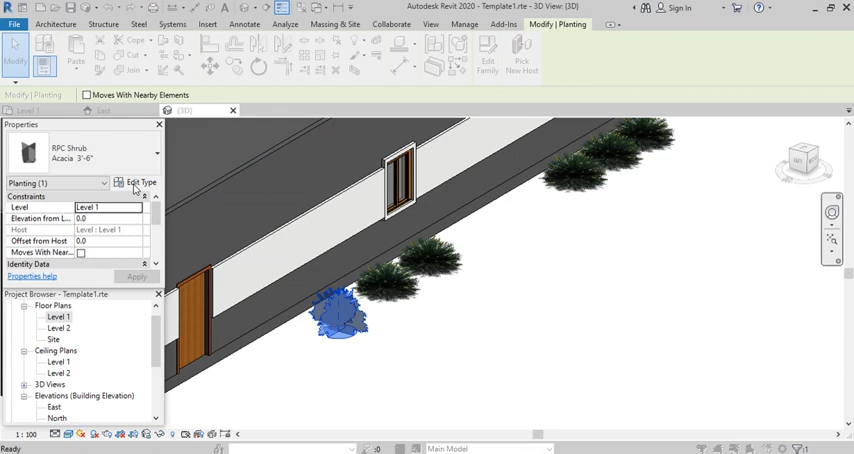 Autodesk Revit 2020 - Template1.rte - 3D View: {3D}
Sign In
File Architecture Structure Steel Systems Insert Annotate Analyze Massing & Site Collaborate View Manage Add-Ins Modify | Planting
Modify Paste Cope Cut Join Edit Family Pick New Host
Modify | Planting Moves With Nearby Elements
Level 1 East {3D}
Properties
RPC Shrub
Acacia 3'-6"
Planting (1) Edit Type
Constraints
Level Level 1
Elevation from L... 0.0
Host Level : Level 1
Offset from Host 0.0
Moves With Near...
Identity Data
Properties help Apply
Project Browser - Template1.rte
Floor Plans
Level 1
Level 2
Site
Ceiling Plans
Level 1
Level 2
3D Views
Elevations (Building Elevation)
East
North
1 : 100
Ready :0 Main Model :1